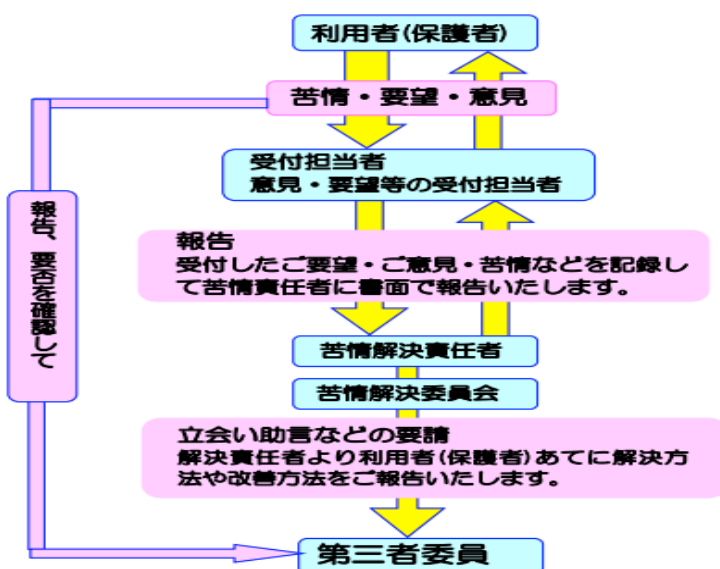 利用者(保護者)
苦情・要望・意見
受付担当者
意見・要望等の受付担当者
報告、要否を確認して
報告
受付したご要望・ご意見・苦情などを記録し
て苦情責任者に書面で報告いたします。
苦情解決責任者
苦情解決委員会
立会い助言などの要請
解決責任者より利用者(保護者)あてに解決方
法や改善方法をご報告いたします。
第三者委員